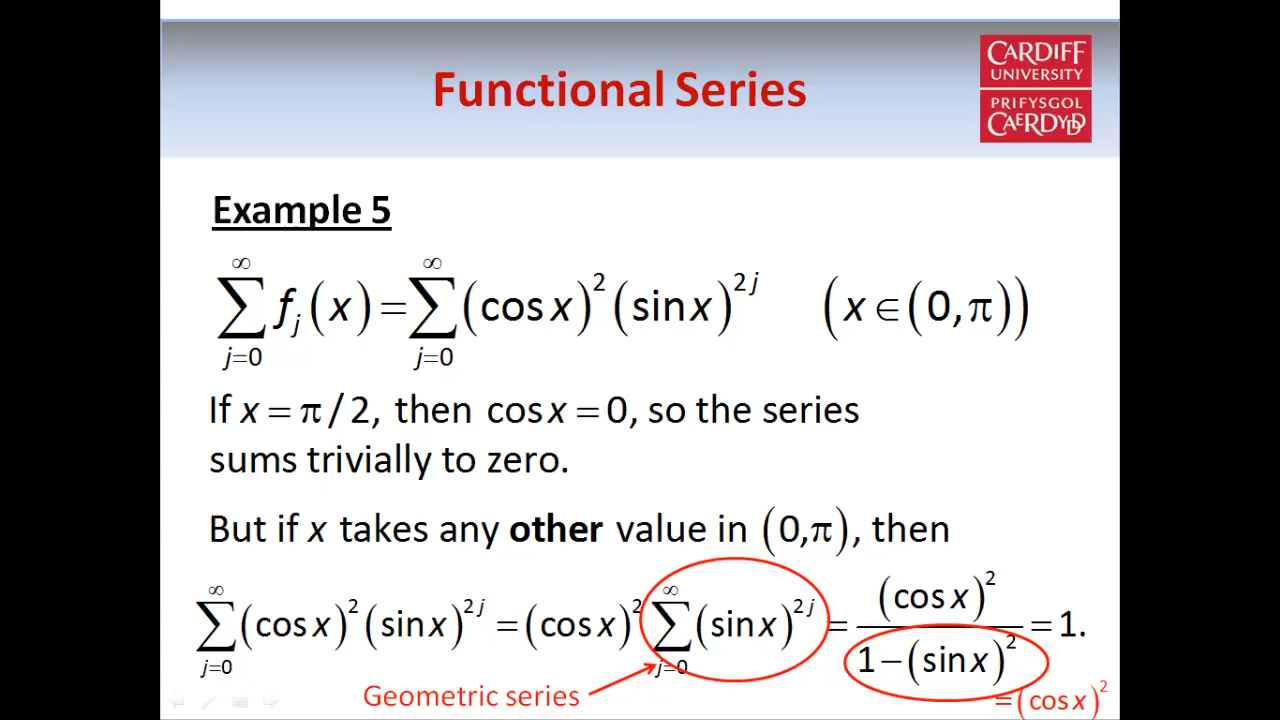 Functional Series
CARDIFF
UNIVERSITY
PRIFYSGOL
CAERDYDD
Example 5
∞ ∑ j=0 f_j(x) = ∞ ∑ j=0 (cos x)² (sin x)^{2j} (x ∈ (0,π))
If x = π / 2, then cos x = 0, so the series
sums trivially to zero.
But if x takes any other value in (0,π), then
∞ ∑ j=0 (cos x)² (sin x)^{2j} = (cos x)² ∞ ∑ j=0 (sin x)^{2j} = (cos x)² / 1 − (sin x)² = 1.
Geometric series
= (cos x)²